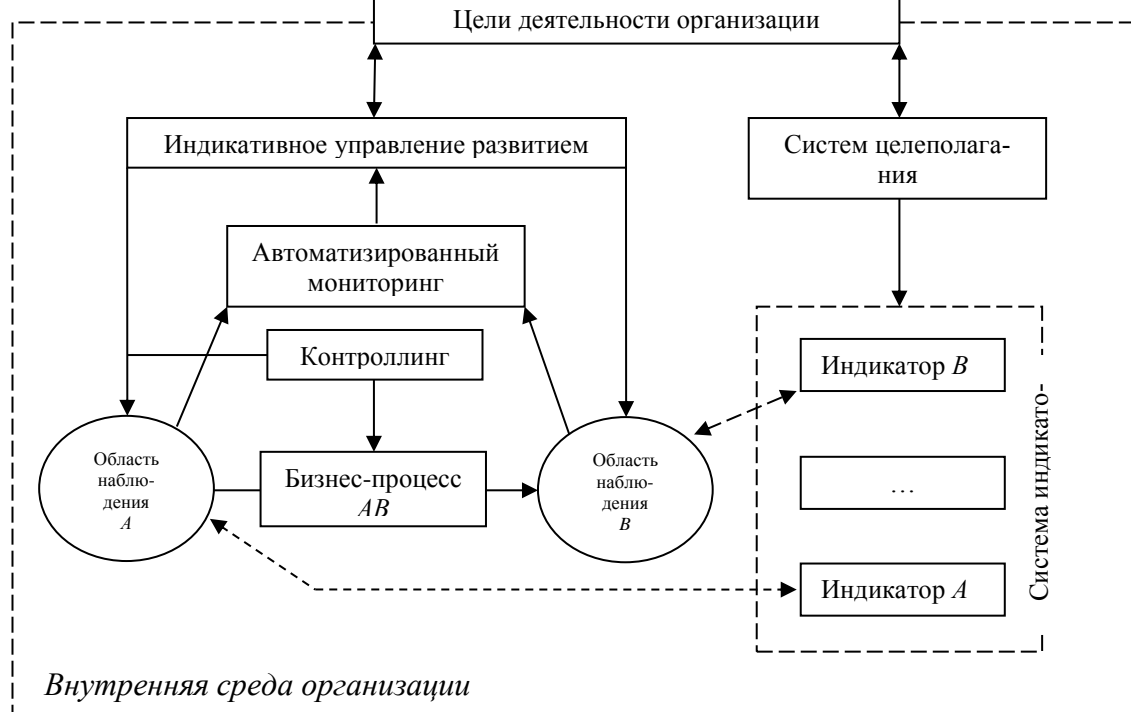 Цели деятельности организации
Индикативное управление развитием
Систем целеполага-
ния
Автоматизированный
мониторинг
Контроллинг
Индикатор B
Область
наблю-
дения
A
Бизнес-процесс
AB
Область
наблю-
дения
B
…
Индикатор A
Система индикато-
Внутренняя среда организации